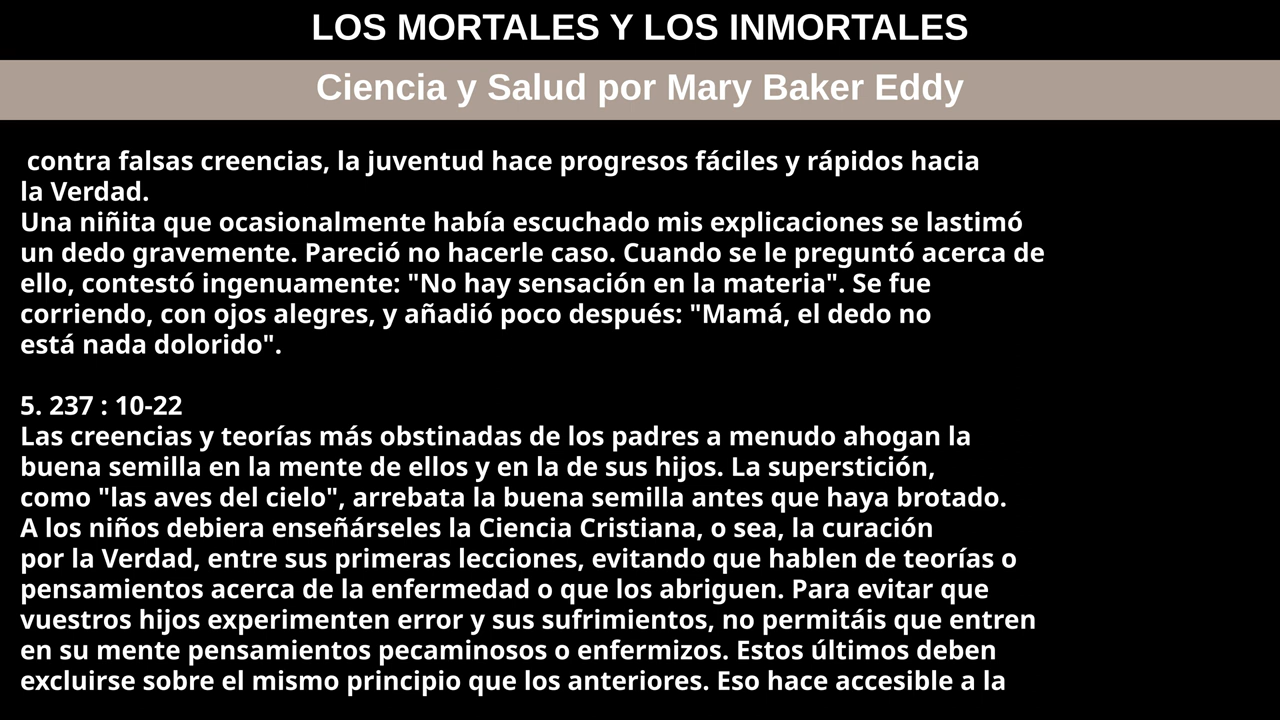 LOS MORTALES Y LOS INMORTALES
Ciencia y Salud por Mary Baker Eddy
contra falsas creencias, la juventud hace progresos fáciles y rápidos hacia
la Verdad.
Una niñita que ocasionalmente había escuchado mis explicaciones se lastimó
un dedo gravemente. Pareció no hacerle caso. Cuando se le preguntó acerca de
ello, contestó ingenuamente: "No hay sensación en la materia". Se fue
corriendo, con ojos alegres, y añadió poco después: "Mamá, el dedo no
está nada dolorido".
5. 237 : 10-22
Las creencias y teorías más obstinadas de los padres a menudo ahogan la
buena semilla en la mente de ellos y en la de sus hijos. La superstición,
como "las aves del cielo", arrebata la buena semilla antes que haya brotado.
A los niños debiera enseñárseles la Ciencia Cristiana, o sea, la curación
por la Verdad, entre sus primeras lecciones, evitando que hablen de teorías o
pensamientos acerca de la enfermedad o que los abriguen. Para evitar que
vuestros hijos experimenten error y sus sufrimientos, no permitáis que entren
en su mente pensamientos pecaminosos o enfermizos. Estos últimos deben
excluirse sobre el mismo principio que los anteriores. Eso hace accesible a la